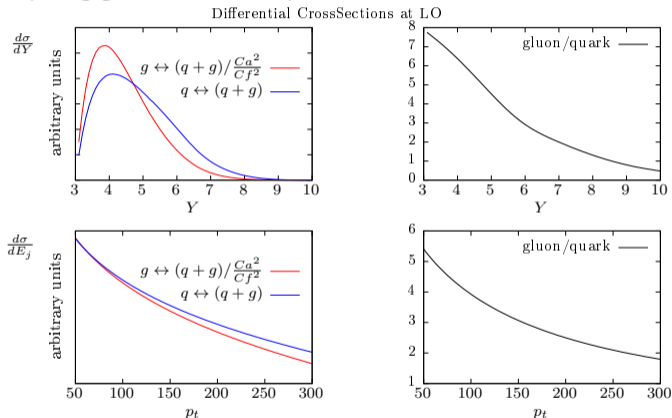 Differential CrossSections at LO
dσ/dY
arbitrary units
g ↔ (q + g)/Ca²/Cf²
q ↔ (q + g)
3 4 5 6 7 8 9 10
Y
gluon/quark
8
7
6
5
4
3
2
1
0
3 4 5 6 7 8 9 10
Y
dσ/dE_j
arbitrary units
g ↔ (q + g)/Ca²/Cf²
q ↔ (q + g)
50 100 150 200 250 300
p_t
gluon/quark
6
5
4
3
2
1
50 100 150 200 250 300
p_t